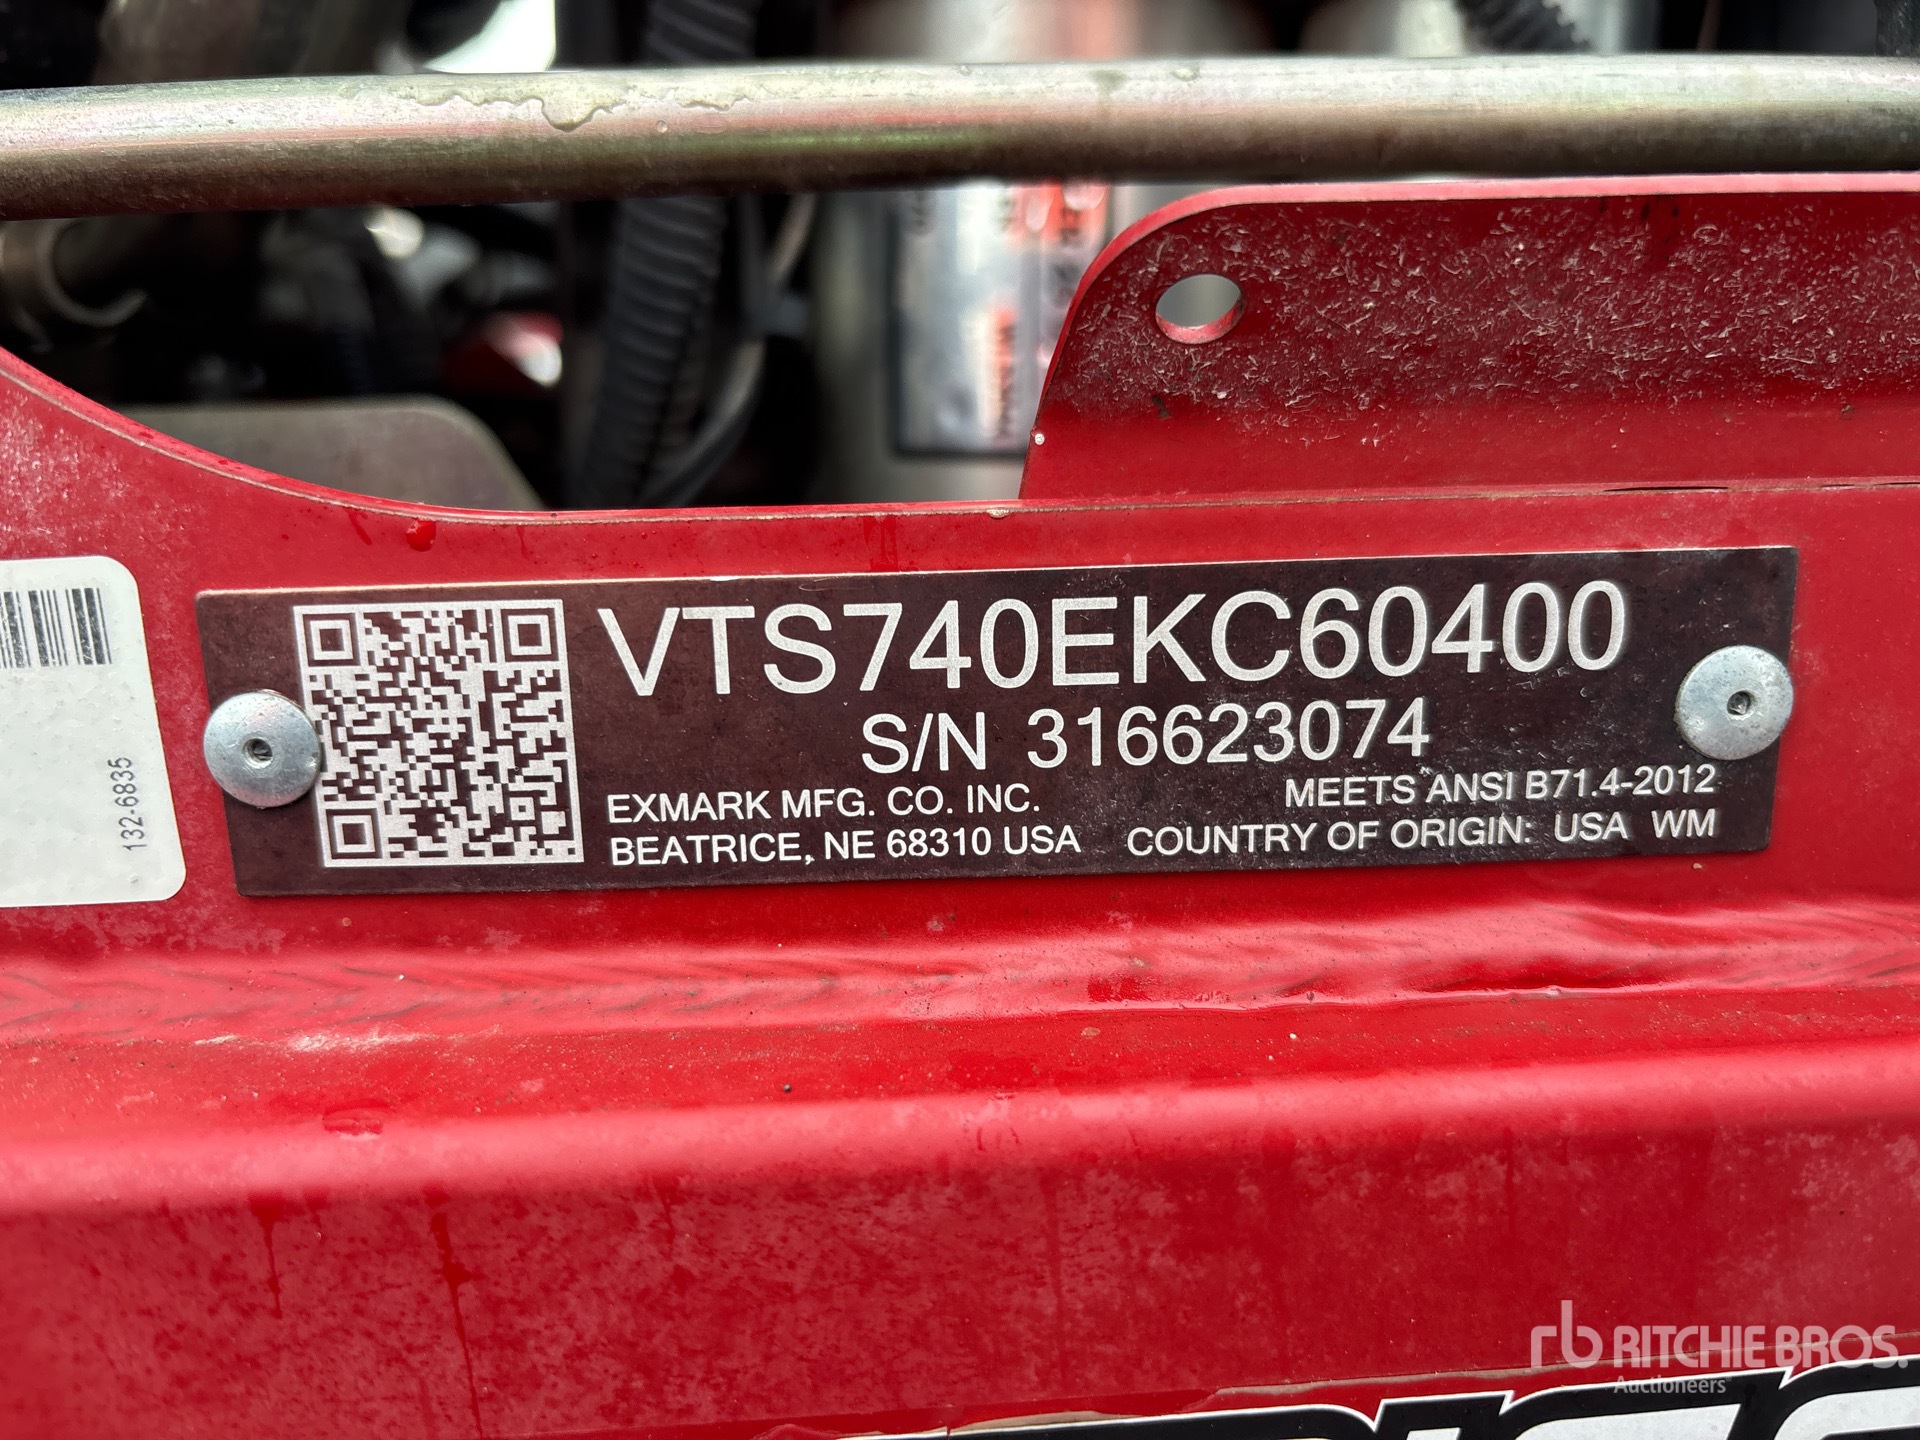 VTS740EKC60400
S/N 316623074
EXMARK MFG. CO. INC.
BEATRICE, NE 68310 USA
MEETS ANSI B71.4-2012
COUNTRY OF ORIGIN: USA WM
132-6835
rb RITCHIE BROS.
Auctioneers